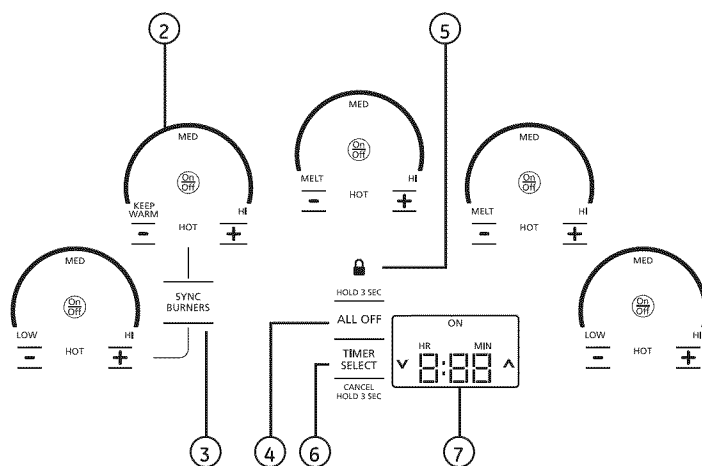 2
5
MED
On
Off
KEEP
WARM
HI
-
HOT
+
MED
On
Off
MELT
HI
-
HOT
+
MED
On
Off
MELT
HI
-
HOT
+
MED
On
Off
LOW
HI
-
HOT
+
SYNC
BURNERS
HOLD 3 SEC
ALL OFF
TIMER
SELECT
CANCEL
HOLD 3 SEC
ON
HR MIN
8:88
MED
On
Off
LOW
HI
-
HOT
+
3
4
6
7